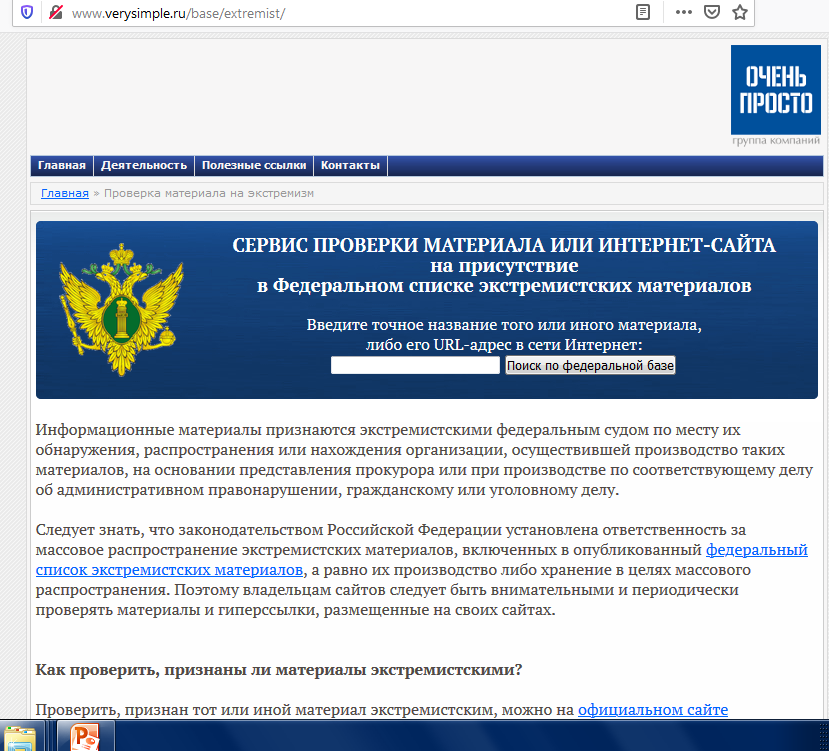 www.verysimple.ru/base/extremist/
ОЧЕНЬ
ПРОСТО
группа компаний
Главная Деятельность Полезные ссылки Контакты
Главная » Проверка материала на экстремизм
СЕРВИС ПРОВЕРКИ МАТЕРИАЛА ИЛИ ИНТЕРНЕТ-САЙТА
на присутствие
в Федеральном списке экстремистских материалов
Введите точное название того или иного материала,
либо его URL-адрес в сети Интернет:
Поиск по федеральной базе
Информационные материалы признаются экстремистскими федеральным судом по месту их
обнаружения, распространения или нахождения организации, осуществившей производство таких
материалов, на основании представления прокурора или при производстве по соответствующему делу
об административном правонарушении, гражданскому или уголовному делу.
Следует знать, что законодательством Российской Федерации установлена ответственность за
массовое распространение экстремистских материалов, включенных в опубликованный федеральный
список экстремистских материалов, а равно их производство либо хранение в целях массового
распространения. Поэтому владельцам сайтов следует быть внимательными и периодически
проверять материалы и гиперссылки, размещенные на своих сайтах.
Как проверить, признаны ли материалы экстремистскими?
Проверить, признан тот или иной материал экстремистским, можно на официальном сайте